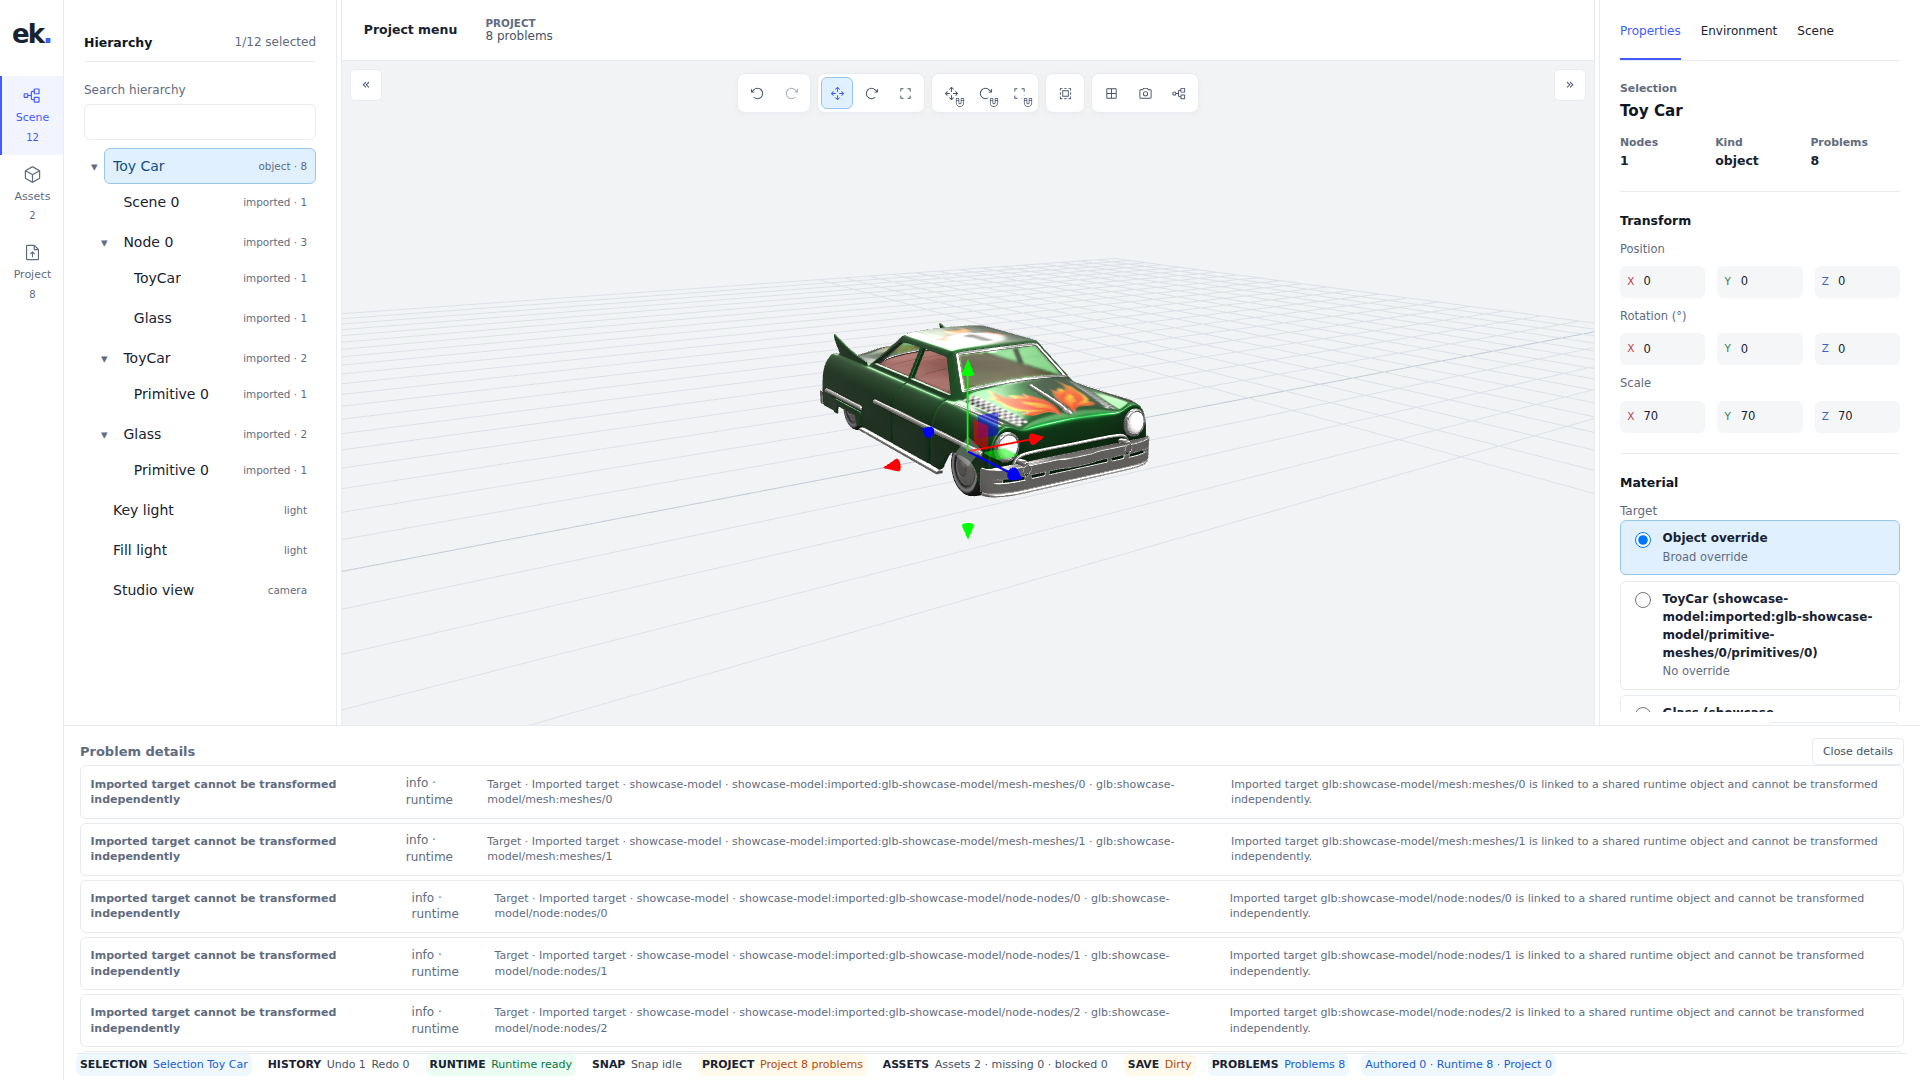 ek.
Scene
12
Assets
2
Project
8
Hierarchy 1/12 selected
Search hierarchy
▾ Toy Car object · 8
Scene 0 imported · 1
▾ Node 0 imported · 3
ToyCar imported · 1
Glass imported · 1
▾ ToyCar imported · 2
Primitive 0 imported · 1
▾ Glass imported · 2
Primitive 0 imported · 1
Key light light
Fill light light
Studio view camera
Project menu
PROJECT
8 problems
«
»
Properties Environment Scene
Selection
Toy Car
Nodes Kind Problems
1 object 8
Transform
Position
X 0 Y 0 Z 0
Rotation (°)
X 0 Y 0 Z 0
Scale
X 70 Y 70 Z 70
Material
Target
Object override
Broad override
ToyCar (showcase-
model:imported:glb-showcase-
model/primitive-
meshes/0/primitives/0)
No override
Glass (showcase-
Problem details Close details
Imported target cannot be transformed
independently
info ·
runtime
Target · Imported target · showcase-model · showcase-model:imported:glb-showcase-model/mesh-meshes/0 · glb:showcase-
model/mesh:meshes/0
Imported target glb:showcase-model/mesh:meshes/0 is linked to a shared runtime object and cannot be transformed
independently.
Imported target cannot be transformed
independently
info ·
runtime
Target · Imported target · showcase-model · showcase-model:imported:glb-showcase-model/mesh-meshes/1 · glb:showcase-
model/mesh:meshes/1
Imported target glb:showcase-model/mesh:meshes/1 is linked to a shared runtime object and cannot be transformed
independently.
Imported target cannot be transformed
independently
info ·
runtime
Target · Imported target · showcase-model · showcase-model:imported:glb-showcase-model/node-nodes/0 · glb:showcase-
model/node:nodes/0
Imported target glb:showcase-model/node:nodes/0 is linked to a shared runtime object and cannot be transformed
independently.
Imported target cannot be transformed
independently
info ·
runtime
Target · Imported target · showcase-model · showcase-model:imported:glb-showcase-model/node-nodes/1 · glb:showcase-
model/node:nodes/1
Imported target glb:showcase-model/node:nodes/1 is linked to a shared runtime object and cannot be transformed
independently.
Imported target cannot be transformed
independently
info ·
runtime
Target · Imported target · showcase-model · showcase-model:imported:glb-showcase-model/node-nodes/2 · glb:showcase-
model/node:nodes/2
Imported target glb:showcase-model/node:nodes/2 is linked to a shared runtime object and cannot be transformed
independently.
SELECTION Selection Toy Car HISTORY Undo 1 Redo 0 RUNTIME Runtime ready SNAP Snap idle PROJECT Project 8 problems ASSETS Assets 2 · missing 0 · blocked 0 SAVE Dirty PROBLEMS Problems 8 Authored 0 · Runtime 8 · Project 0